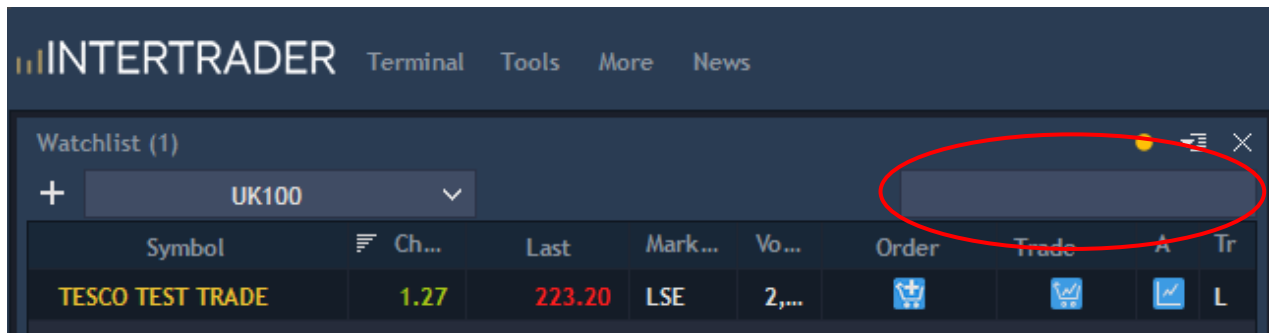 INTERTRADER Terminal Tools More News
Watchlist (1)
+ UK100
Symbol Ch... Last Mark... Vo... Order Trade A Tr
TESCO TEST TRADE 1.27 223.20 LSE 2,... L